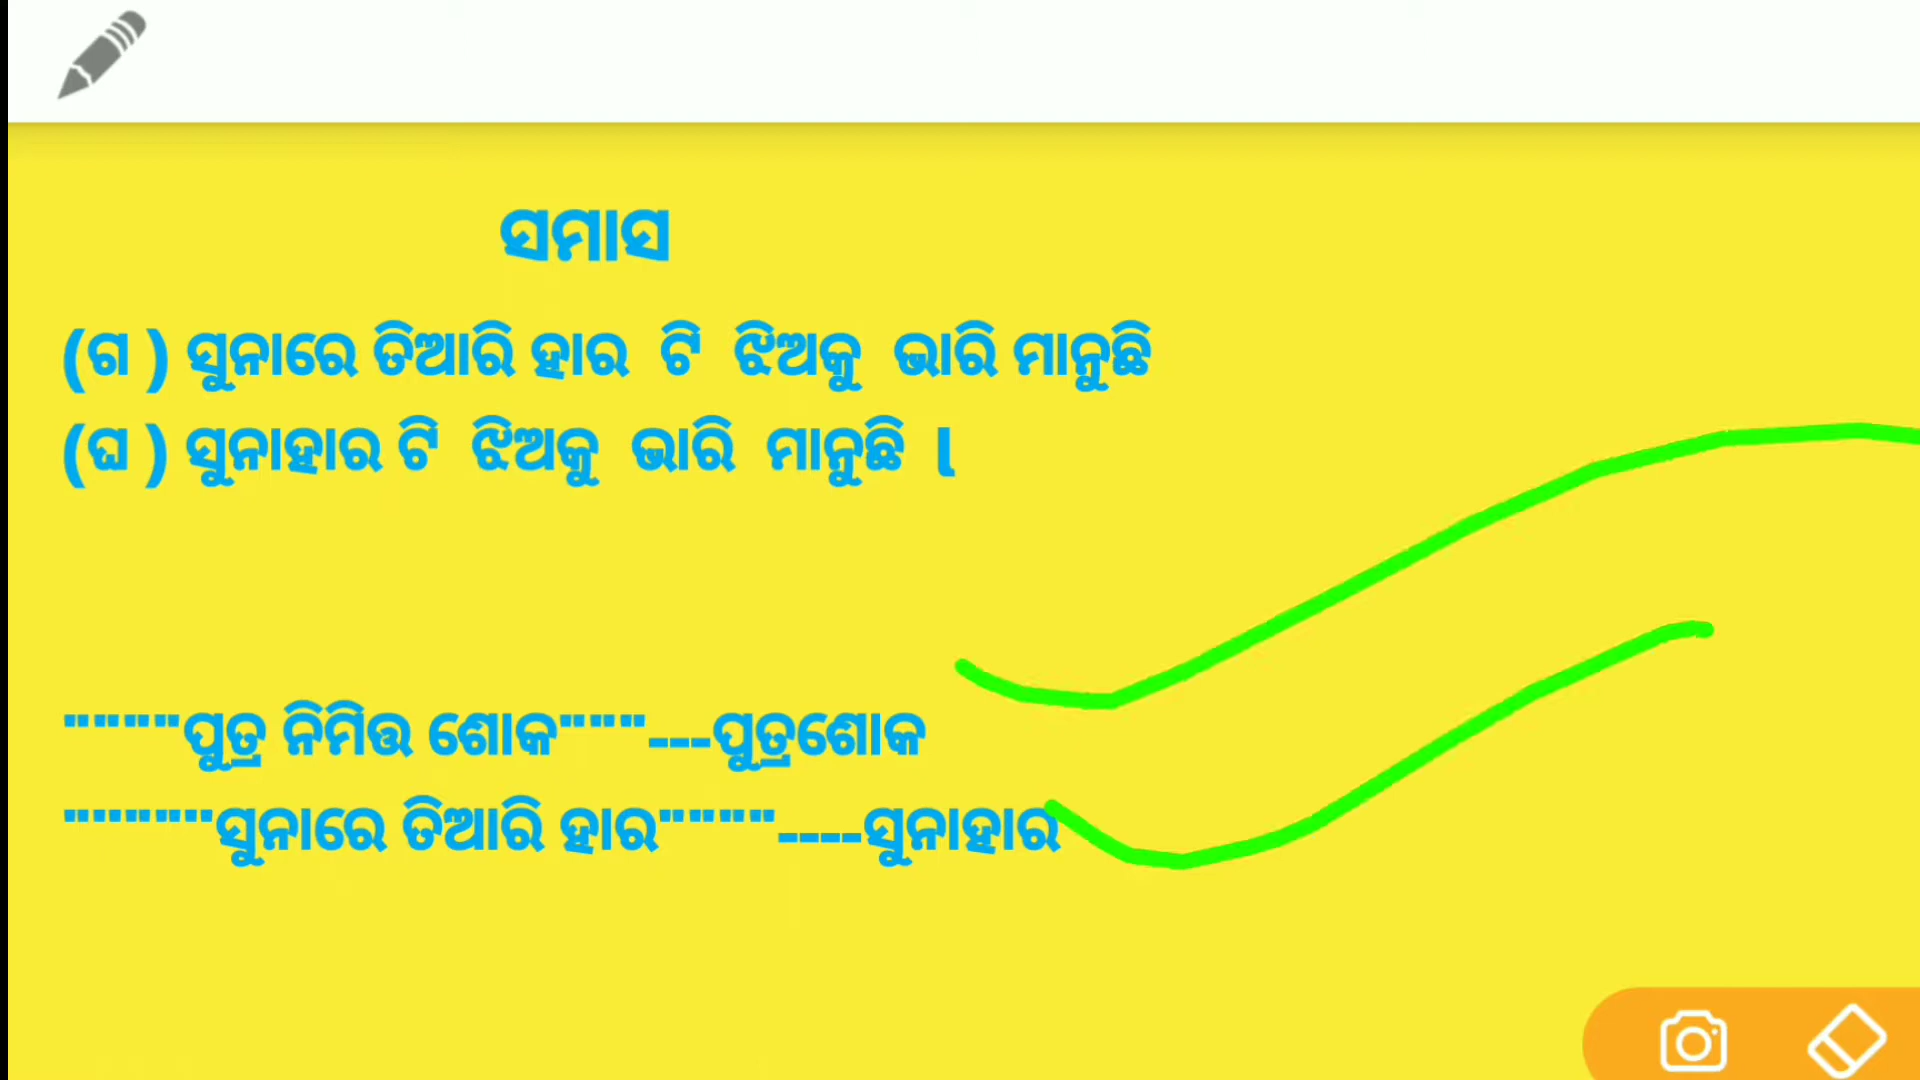 ସମାସ
(ଗ ) ସୁନାରେ ତିଆରି ହାର ଟି ଝିଅକୁ ଭାରି ମାନୁଛି
(ଘ ) ସୁନାହାର ଟି ଝିଅକୁ ଭାରି ମାନୁଛି ।
""""ପୁତ୍ର ନିମିତ୍ତ ଶୋକ"""---ପୁତ୍ରଶୋକ
"""""ସୁନାରେ ତିଆରି ହାର""""----ସୁନାହାର